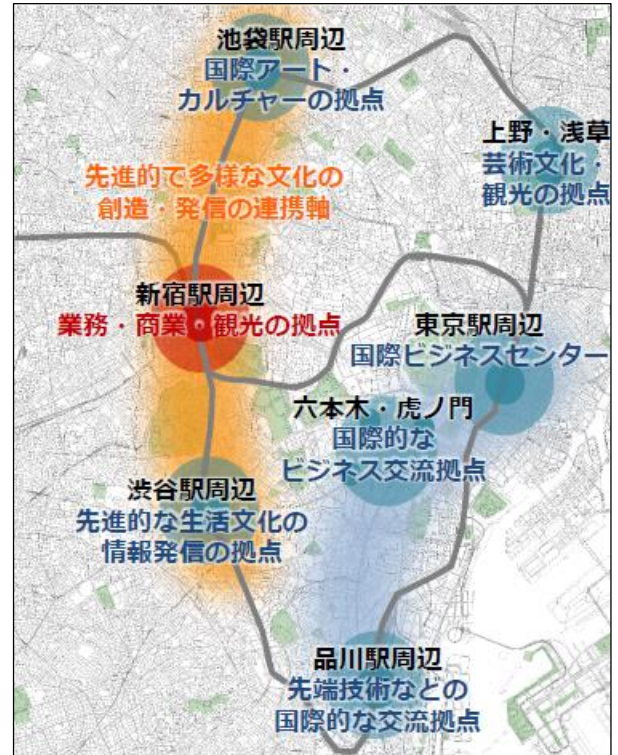 池袋駅周辺
国際アート・
カルチャーの拠点
上野・浅草
芸術文化・
観光の拠点
先進的で多様な文化の
創造・発信の連携軸
新宿駅周辺
業務・商業・観光の拠点
東京駅周辺
国際ビジネスセンター
六本木・虎ノ門
国際的な
ビジネス交流拠点
渋谷駅周辺
先進的な生活文化の
情報発信の拠点
品川駅周辺
先端技術などの
国際的な交流拠点